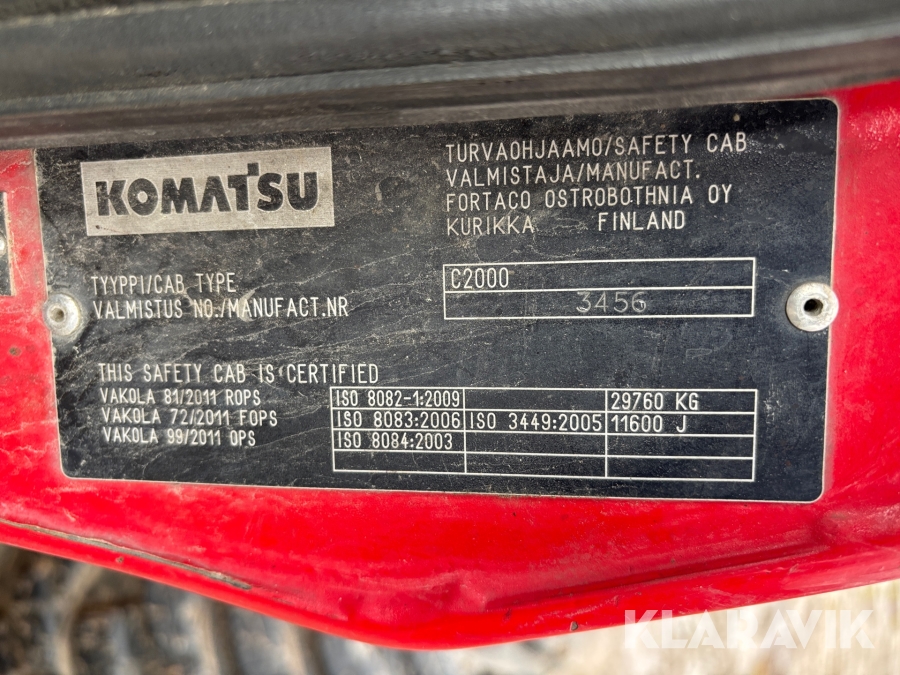 KOMATSU
TURVAOHJAAMO/SAFETY CAB
VALMISTAJA/MANUFACT.
FORTACO OSTROBOTHNIA OY
KURIKKA FINLAND
TYYPPI/CAB TYPE C2000
VALMISTUS NO./MANUFACT.NR 3456
THIS SAFETY CAB IS CERTIFIED
VAKOLA 81/2011 ROPS ISO 8082-1:2009 29760 KG
VAKOLA 72/2011 FOPS ISO 8083:2006 ISO 3449:2005 11600 J
VAKOLA 99/2011 OPS ISO 8084:2003
KLARAVIK